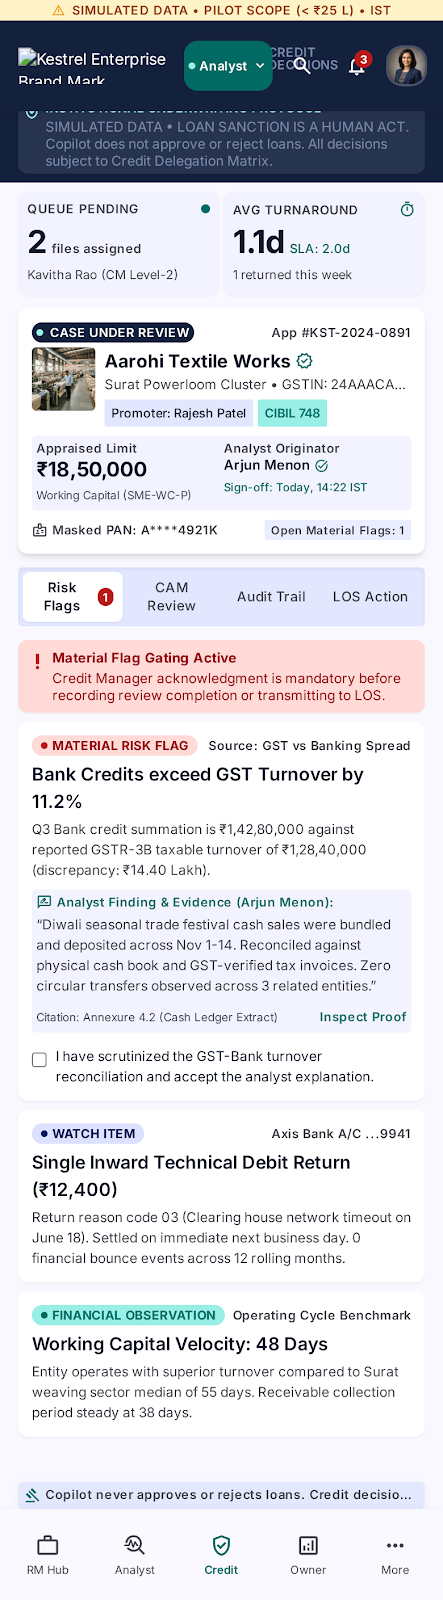 ⚠ SIMULATED DATA • PILOT SCOPE (< ₹25 L) • IST
Kestrel Enterprise
Brand Mark
Analyst
CREDIT
DECISIONS
3
INSTITUTIONAL UNDERWRITING PROTOCOL
SIMULATED DATA • LOAN SANCTION IS A HUMAN ACT.
Copilot does not approve or reject loans. All decisions
subject to Credit Delegation Matrix.
QUEUE PENDING
2 files assigned
Kavitha Rao (CM Level-2)
AVG TURNAROUND
1.1d SLA: 2.0d
1 returned this week
CASE UNDER REVIEW
App #KST-2024-0891
Aarohi Textile Works
Surat Powerloom Cluster • GSTIN: 24AAACA...
Promoter: Rajesh Patel
CIBIL 748
Appraised Limit
₹18,50,000
Working Capital (SME-WC-P)
Analyst Originator
Arjun Menon
Sign-off: Today, 14:22 IST
Masked PAN: A****4921K
Open Material Flags: 1
Risk
Flags
1
CAM
Review
Audit Trail
LOS Action
Material Flag Gating Active
Credit Manager acknowledgment is mandatory before
recording review completion or transmitting to LOS.
MATERIAL RISK FLAG
Source: GST vs Banking Spread
Bank Credits exceed GST Turnover by
11.2%
Q3 Bank credit summation is ₹1,42,80,000 against
reported GSTR-3B taxable turnover of ₹1,28,40,000
(discrepancy: ₹14.40 Lakh).
Analyst Finding & Evidence (Arjun Menon):
“Diwali seasonal trade festival cash sales were bundled
and deposited across Nov 1-14. Reconciled against
physical cash book and GST-verified tax invoices. Zero
circular transfers observed across 3 related entities.”
Citation: Annexure 4.2 (Cash Ledger Extract)
Inspect Proof
I have scrutinized the GST-Bank turnover
reconciliation and accept the analyst explanation.
WATCH ITEM
Axis Bank A/C ...9941
Single Inward Technical Debit Return
(₹12,400)
Return reason code 03 (Clearing house network timeout on
June 18). Settled on immediate next business day. 0
financial bounce events across 12 rolling months.
FINANCIAL OBSERVATION
Operating Cycle Benchmark
Working Capital Velocity: 48 Days
Entity operates with superior turnover compared to Surat
weaving sector median of 55 days. Receivable collection
period steady at 38 days.
Copilot never approves or rejects loans. Credit decisio...
RM Hub
Analyst
Credit
Owner
More